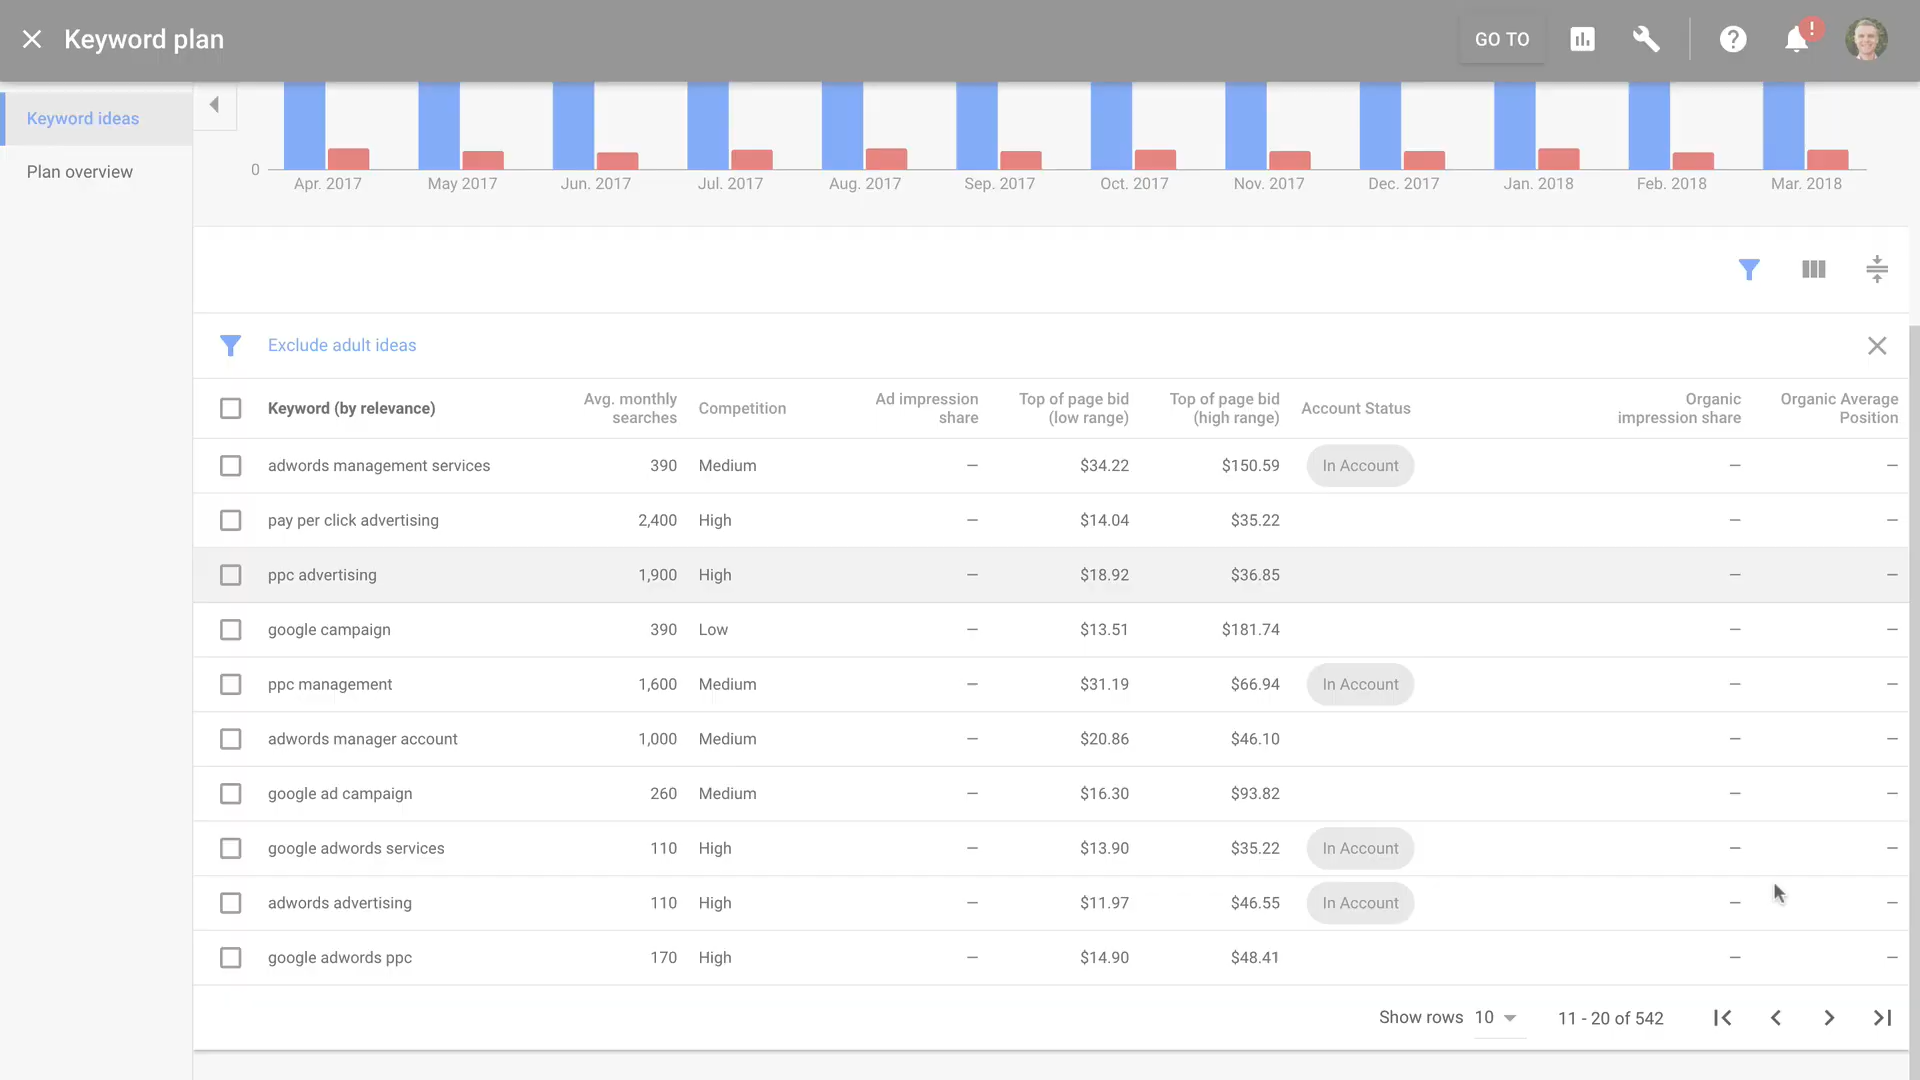 Keyword plan
GO TO
!
Keyword ideas
Plan overview
0
Apr. 2017 May 2017 Jun. 2017 Jul. 2017 Aug. 2017 Sep. 2017 Oct. 2017 Nov. 2017 Dec. 2017 Jan. 2018 Feb. 2018 Mar. 2018
Exclude adult ideas
Keyword (by relevance) Avg. monthly searches Competition Ad impression share Top of page bid (low range) Top of page bid (high range) Account Status Organic impression share Organic Average Position
adwords management services 390 Medium – $34.22 $150.59 In Account – –
pay per click advertising 2,400 High – $14.04 $35.22 – –
ppc advertising 1,900 High – $18.92 $36.85 – –
google campaign 390 Low – $13.51 $181.74 – –
ppc management 1,600 Medium – $31.19 $66.94 In Account – –
adwords manager account 1,000 Medium – $20.86 $46.10 – –
google ad campaign 260 Medium – $16.30 $93.82 – –
google adwords services 110 High – $13.90 $35.22 In Account – –
adwords advertising 110 High – $11.97 $46.55 In Account – –
google adwords ppc 170 High – $14.90 $48.41 – –
Show rows 10 11 - 20 of 542